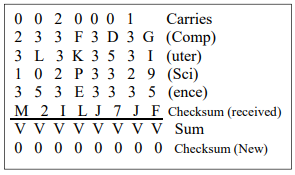 0 0 2 0 0 0 1 Carries
2 3 3 F 3 D 3 G (Comp)
3 L 3 K 3 5 3 I (uter)
1 0 2 P 3 3 2 9 (Sci)
3 5 3 E 3 3 3 5 (ence)
M 2 I L J 7 J F Checksum (received)
V V V V V V V V Sum
0 0 0 0 0 0 0 0 Checksum (New)